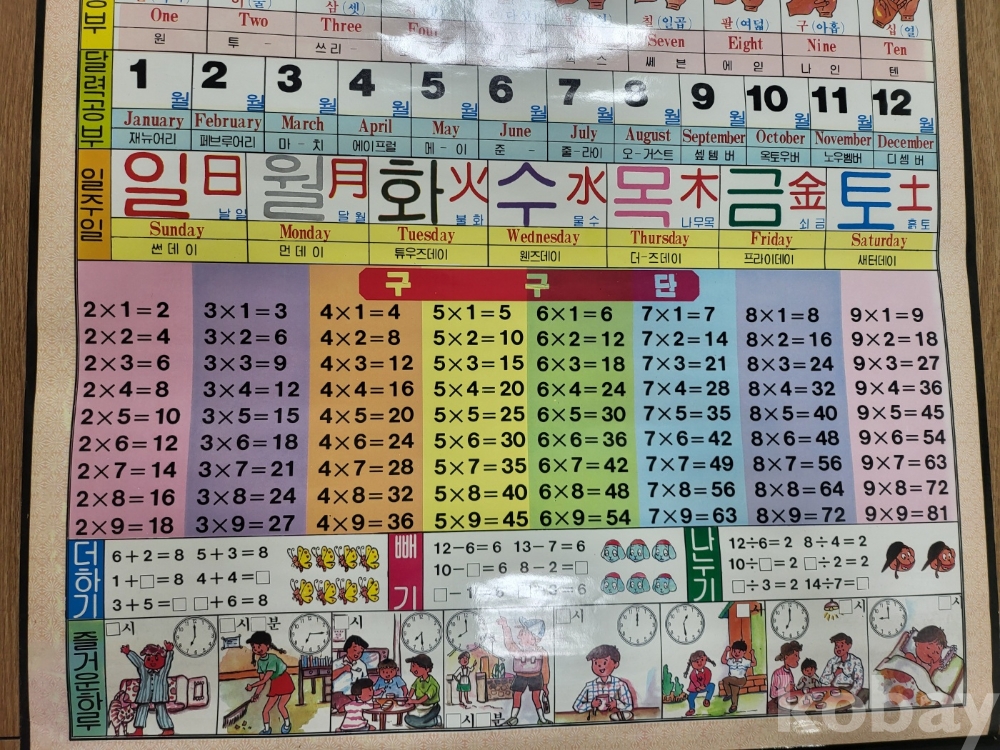 부
삼 (셋)
칠 (일곱) 팔 (여덟) 구 (아홉) 십 (열)
One Two Three Four Seven Eight Nine Ten
원 투 - 쓰리 - 쎄 븐 에 잍 나 인 텐
달력공부
1월 2월 3월 4월 5월 6월 7월 8월 9월 10월 11월 12월
January February March April May June July August September October November December
재뉴어리 페브루어리 마 - 치 에이프럴 메 - 이 준 - 줄-라이 오-거스트 셉템버 옥토우버 노우벰버 디셈버
일주일
일 日 월 月 화 火 수 水 목 木 금 金 토 土
날일 달월 불화 물수 나무목 쇠금 흙토
Sunday Monday Tuesday Wednesday Thursday Friday Saturday
썬데이 먼데이 튜우즈데이 웬즈데이 더-즈데이 프라이데이 새터데이
구 구 단
2×1=2 3×1=3 4×1=4 5×1=5 6×1=6 7×1=7 8×1=8 9×1=9
2×2=4 3×2=6 4×2=8 5×2=10 6×2=12 7×2=14 8×2=16 9×2=18
2×3=6 3×3=9 4×3=12 5×3=15 6×3=18 7×3=21 8×3=24 9×3=27
2×4=8 3×4=12 4×4=16 5×4=20 6×4=24 7×4=28 8×4=32 9×4=36
2×5=10 3×5=15 4×5=20 5×5=25 6×5=30 7×5=35 8×5=40 9×5=45
2×6=12 3×6=18 4×6=24 5×6=30 6×6=36 7×6=42 8×6=48 9×6=54
2×7=14 3×7=21 4×7=28 5×7=35 6×7=42 7×7=49 8×7=56 9×7=63
2×8=16 3×8=24 4×8=32 5×8=40 6×8=48 7×8=56 8×8=64 9×8=72
2×9=18 3×9=27 4×9=36 5×9=45 6×9=54 7×9=63 8×9=72 9×9=81
더하기
6+2=8 5+3=8
1+□=8 4+4=□
3+5=□ □+6=8
빼기
12-6=6 13-7=6
10-□=6 8-2=□
나누기
12÷6=2 8÷4=2
10÷□=2 □÷2=2
□÷3=2 14÷7=□
즐거운하루
□시 □시□분 □시 □시□분 □시 □시
kobay